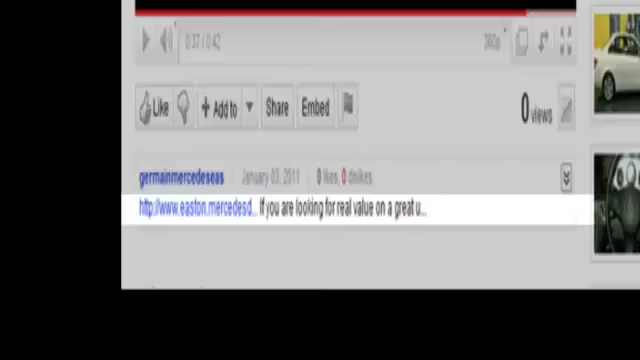 0:37 / 0:42 360p
Like + Add to Share Embed 0 views
germainmercedeseas January 03, 2011 0 likes, 0 dislikes
http://www.easton.mercedesd... If you are looking for real value on a great u...